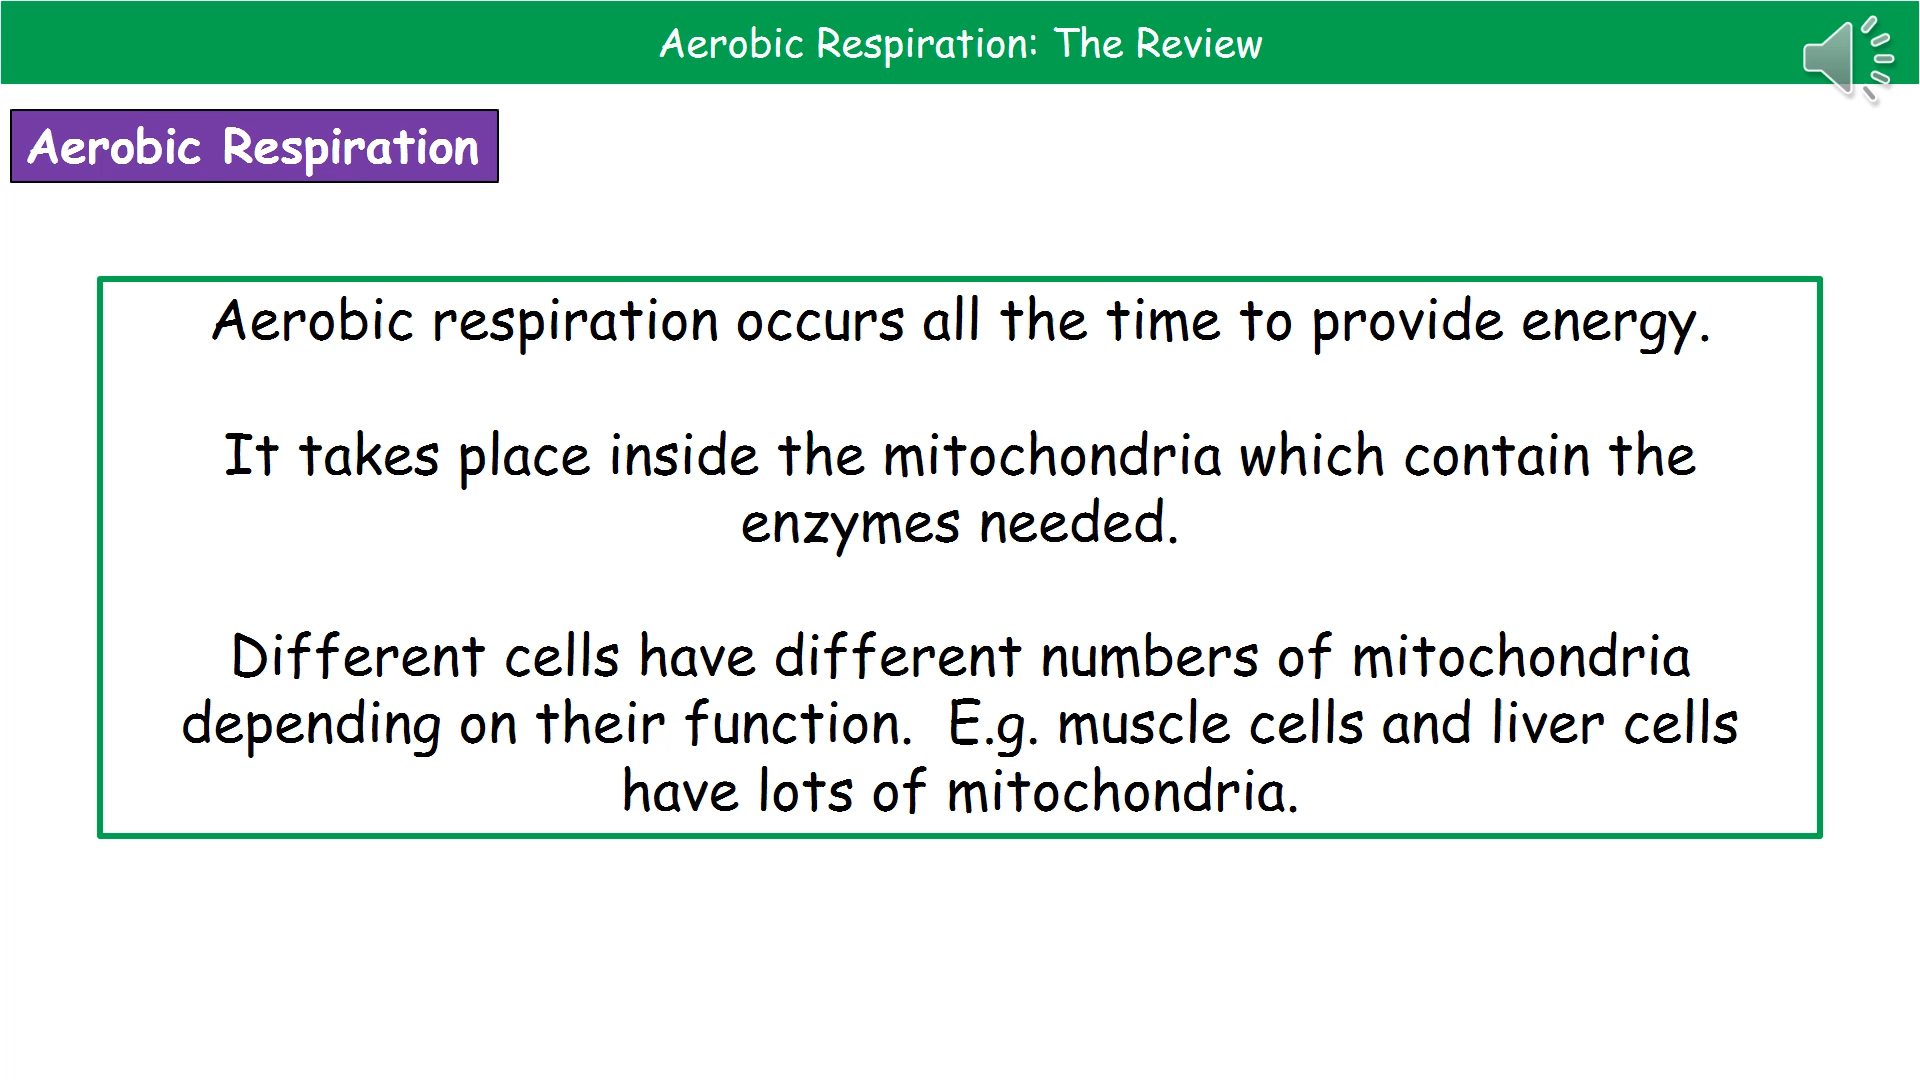 Aerobic Respiration: The Review
Aerobic Respiration
Aerobic respiration occurs all the time to provide energy.
It takes place inside the mitochondria which contain the
enzymes needed.
Different cells have different numbers of mitochondria
depending on their function.  E.g. muscle cells and liver cells
have lots of mitochondria.